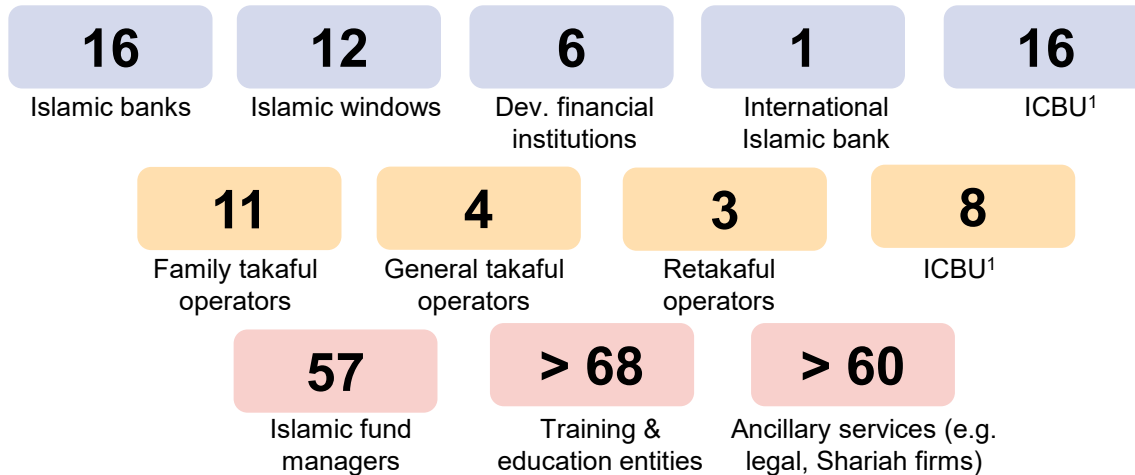 16 12 6 1 16
Islamic banks Islamic windows Dev. financial institutions International Islamic bank ICBU¹
11 4 3 8
Family takaful operators General takaful operators Retakaful operators ICBU¹
57 > 68 > 60
Islamic fund managers Training & education entities Ancillary services (e.g. legal, Shariah firms)